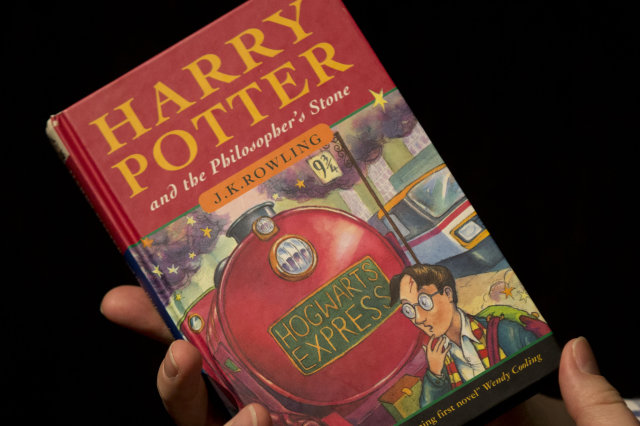 HARRY
POTTER
and the Philosopher's Stone
J.K.ROWLING
9¾
HOGWARTS
EXPRESS
first novel" Wendy Cooling